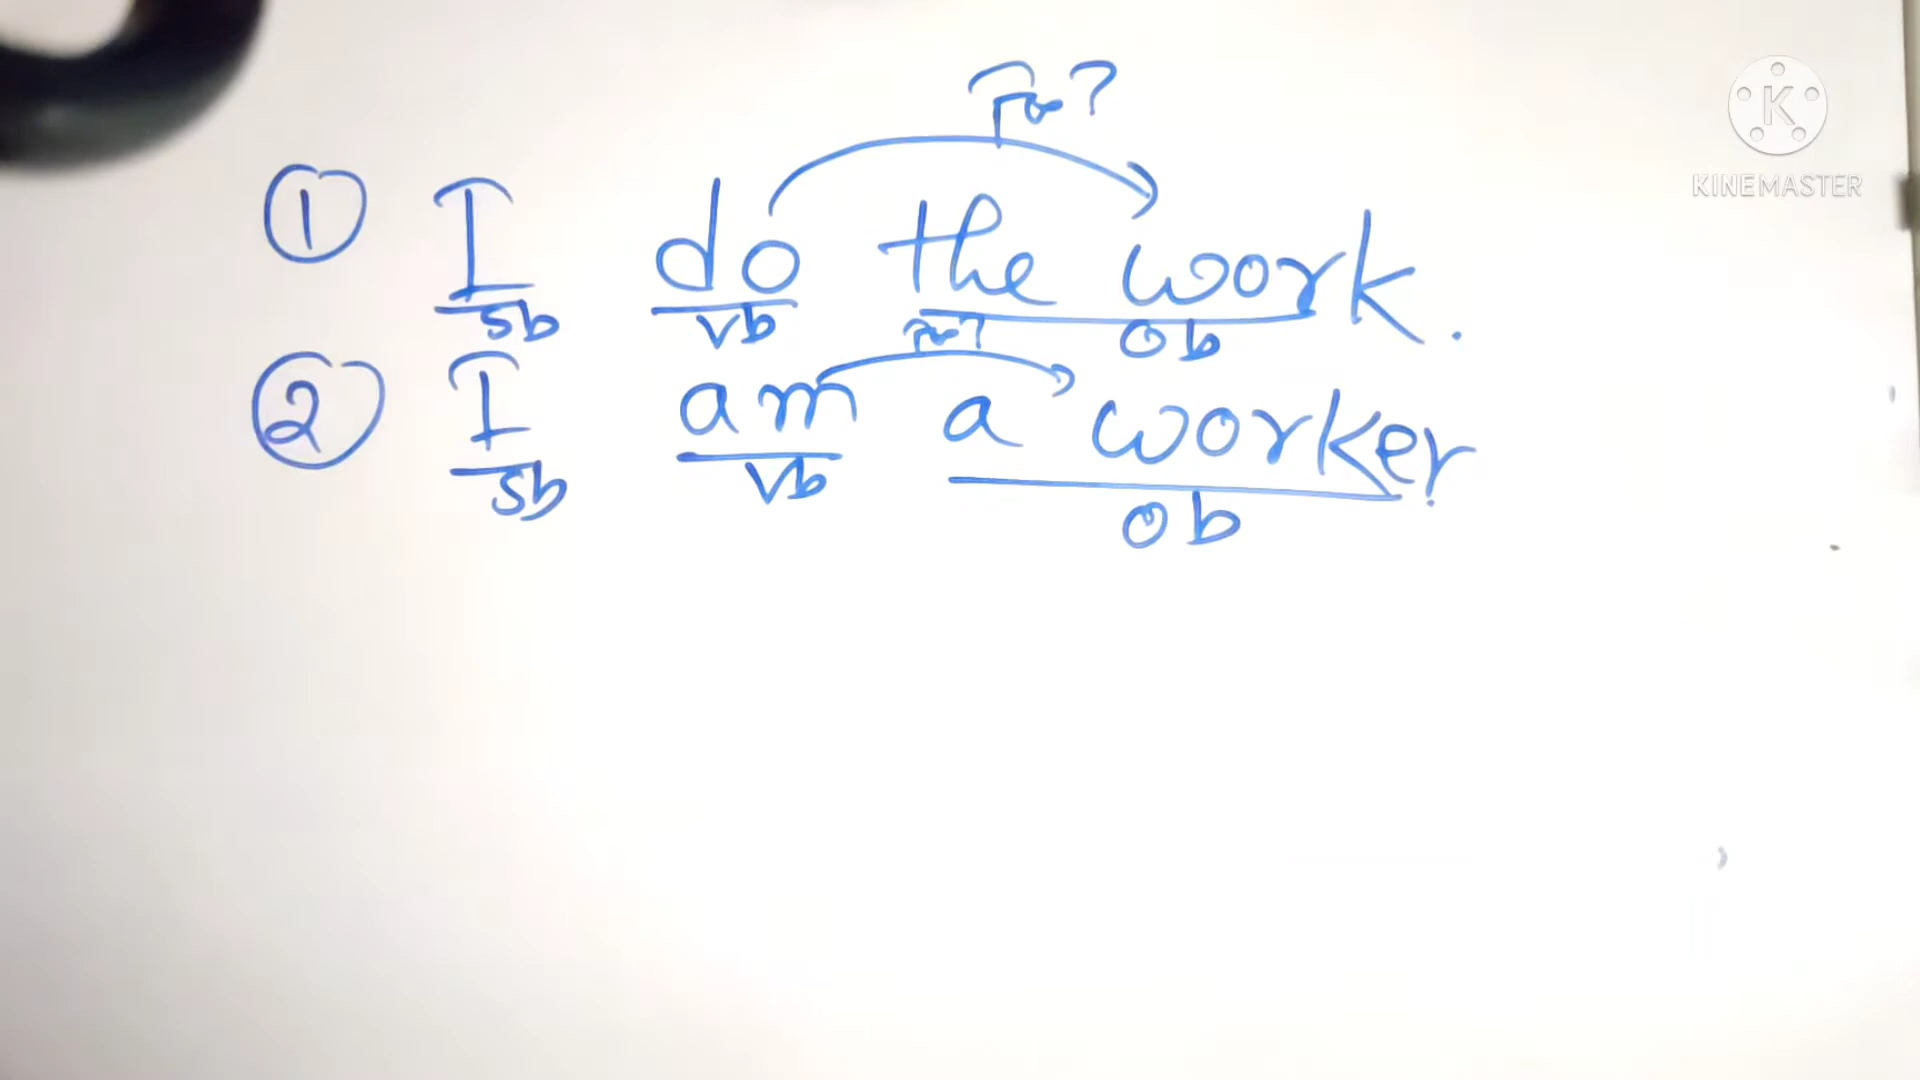 কি?
① I do the work.
sb vb ob
কি?
② I am a worker.
sb vb ob
KINEMASTER